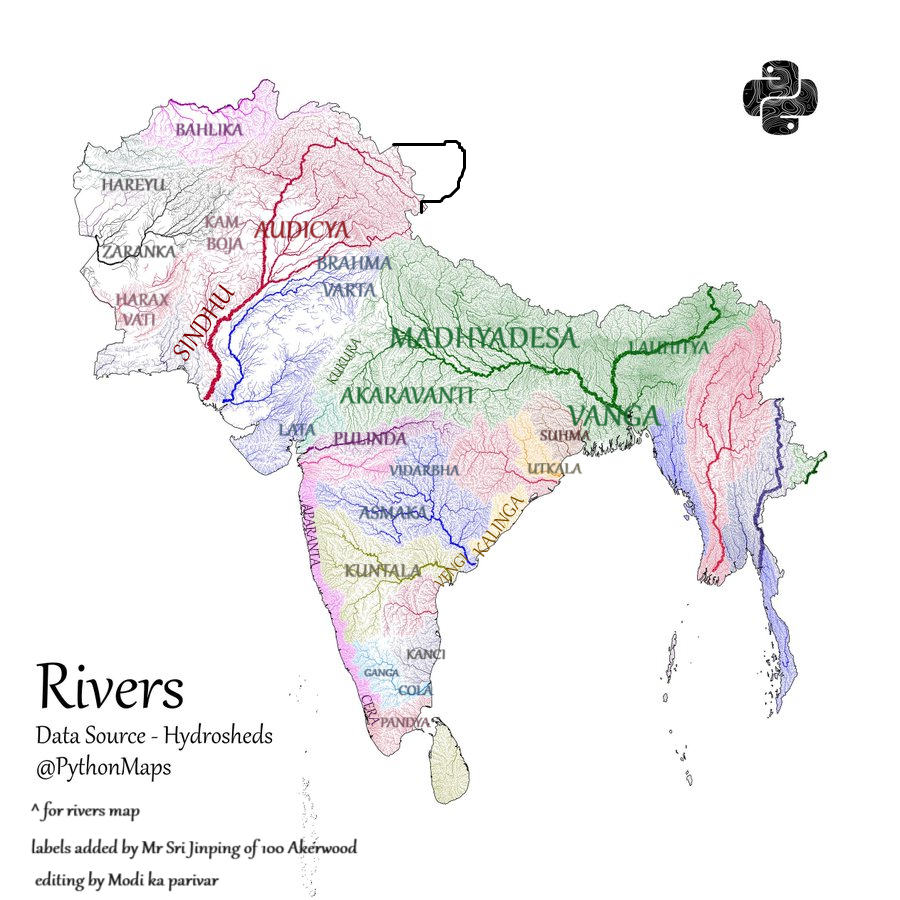 BAHLIKA
HAREYU
KAM
BOJA
AUDICYA
ZARANKA
BRAHMA
VARTA
HARAX
VATI
SINDHU
MADHYADESA
LAUHITYA
KUKURA
AKARAVANTI
VANGA
LATA
PULINDA
SUHMA
VIDARBHA
UTKALA
APARANTA
ASMAKA
KALINGA
VENGI
KUNTALA
KANCI
GANGA
COLA
CERA
PANDYA
Rivers
Data Source - Hydrosheds
@PythonMaps
^ for rivers map
labels added by Mr Sri Jinping of 100 Akérwood
editing by Modi ka parivar